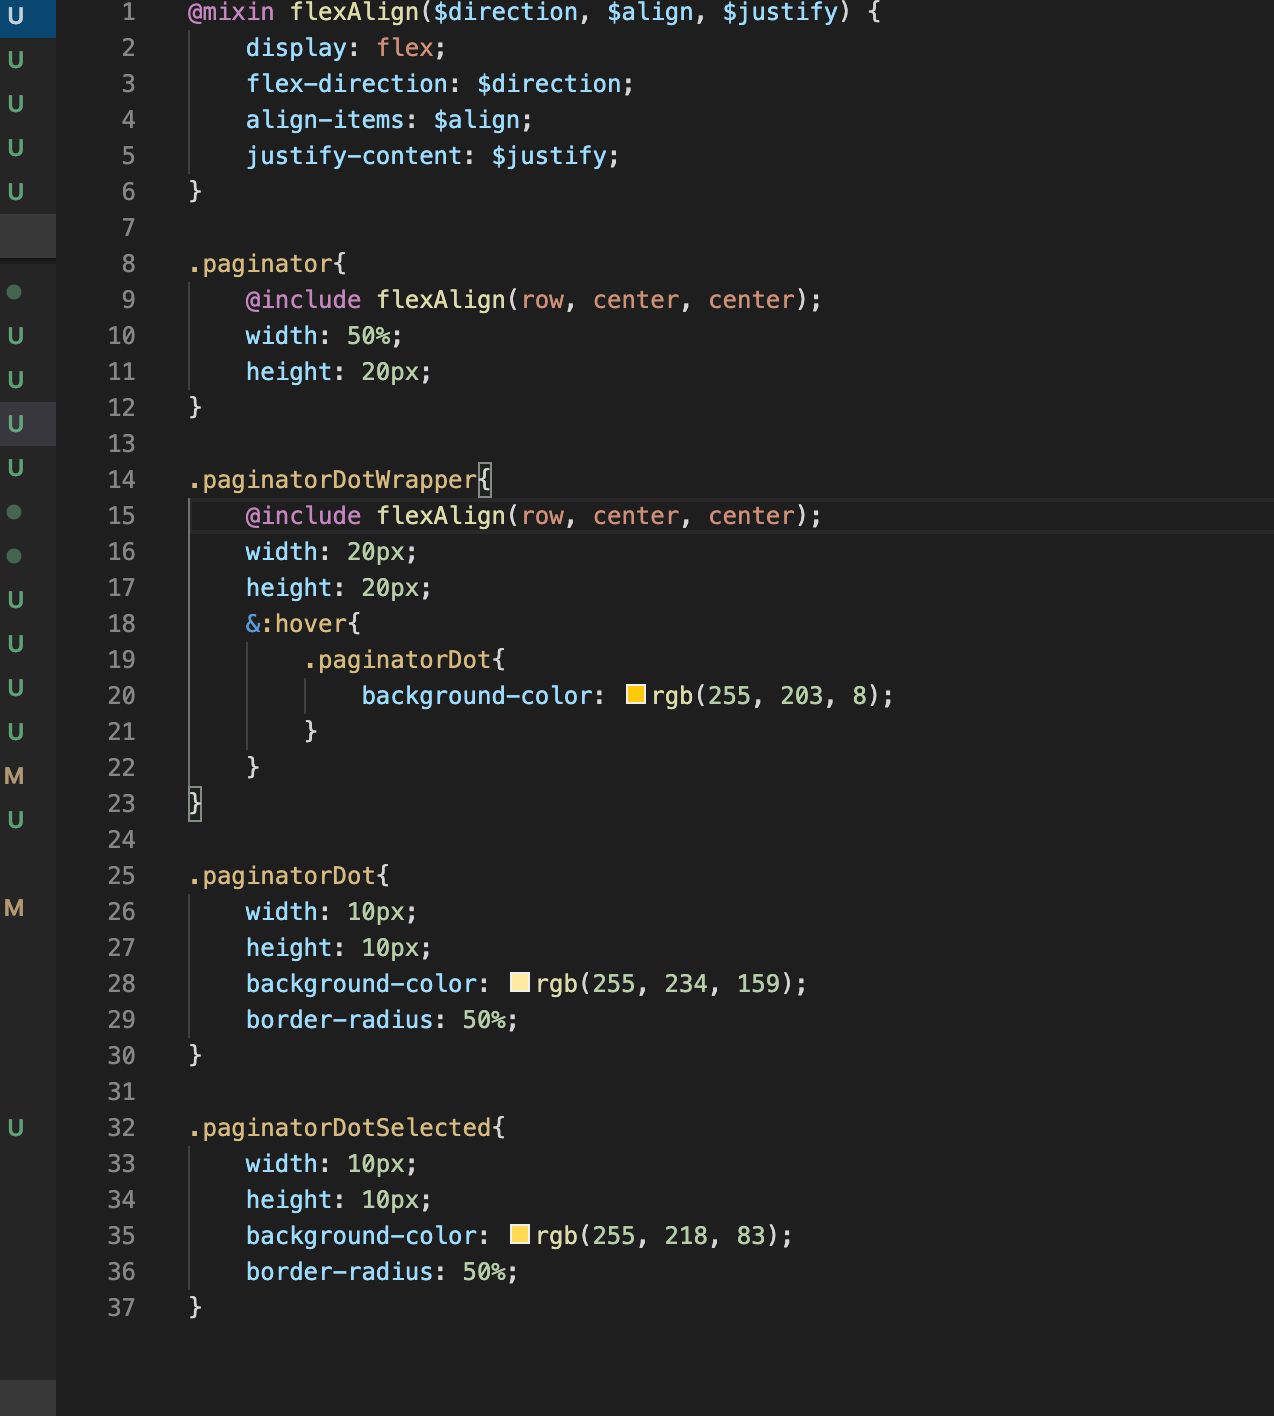 U 1 @mixin flexAlign($direction, $align, $justify) {
U 2 display: flex;
3 flex-direction: $direction;
U 4 align-items: $align;
U 5 justify-content: $justify;
U 6 }
7
8 .paginator{
9 @include flexAlign(row, center, center);
U 10 width: 50%;
U 11 height: 20px;
12 }
U 13
U 14 .paginatorDotWrapper{
15 @include flexAlign(row, center, center);
16 width: 20px;
U 17 height: 20px;
U 18 &:hover{
19 .paginatorDot{
U 20 background-color: rgb(255, 203, 8);
U 21 }
M 22 }
U 23 }
24
25 .paginatorDot{
M 26 width: 10px;
27 height: 10px;
28 background-color: rgb(255, 234, 159);
29 border-radius: 50%;
30 }
31
U 32 .paginatorDotSelected{
33 width: 10px;
34 height: 10px;
35 background-color: rgb(255, 218, 83);
36 border-radius: 50%;
37 }